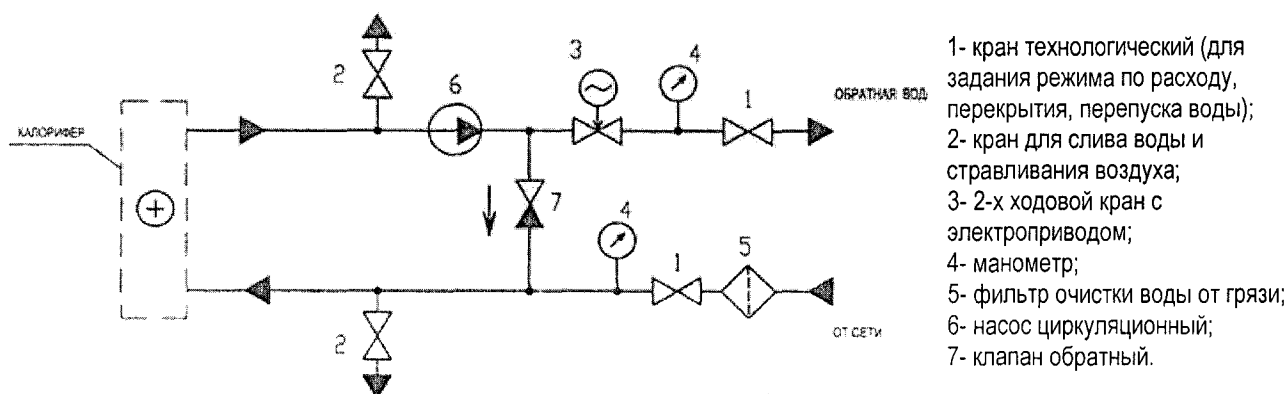 2
6
3
4
1
ОБРАТНАЯ ВОД
КАЛОРИФЕР
7
4
1
5
2
ОТ СЕТИ
1- кран технологический (для
задания режима по расходу,
перекрытия, перепуска воды);
2- кран для слива воды и
стравливания воздуха;
3- 2-х ходовой кран с
электроприводом;
4- манометр;
5- фильтр очистки воды от грязи;
6- насос циркуляционный;
7- клапан обратный.